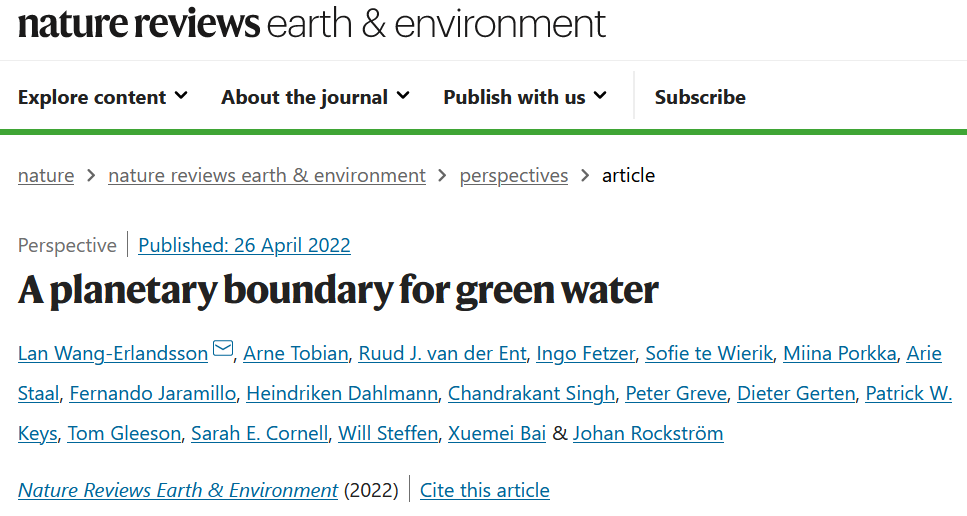 nature reviews earth & environment
Explore content About the journal Publish with us Subscribe
nature > nature reviews earth & environment > perspectives > article
Perspective | Published: 26 April 2022
A planetary boundary for green water
Lan Wang-Erlandsson, Arne Tobian, Ruud J. van der Ent, Ingo Fetzer, Sofie te Wierik, Miina Porkka, Arie
Staal, Fernando Jaramillo, Heindriken Dahlmann, Chandrakant Singh, Peter Greve, Dieter Gerten, Patrick W.
Keys, Tom Gleeson, Sarah E. Cornell, Will Steffen, Xuemei Bai & Johan Rockström
Nature Reviews Earth & Environment (2022) | Cite this article